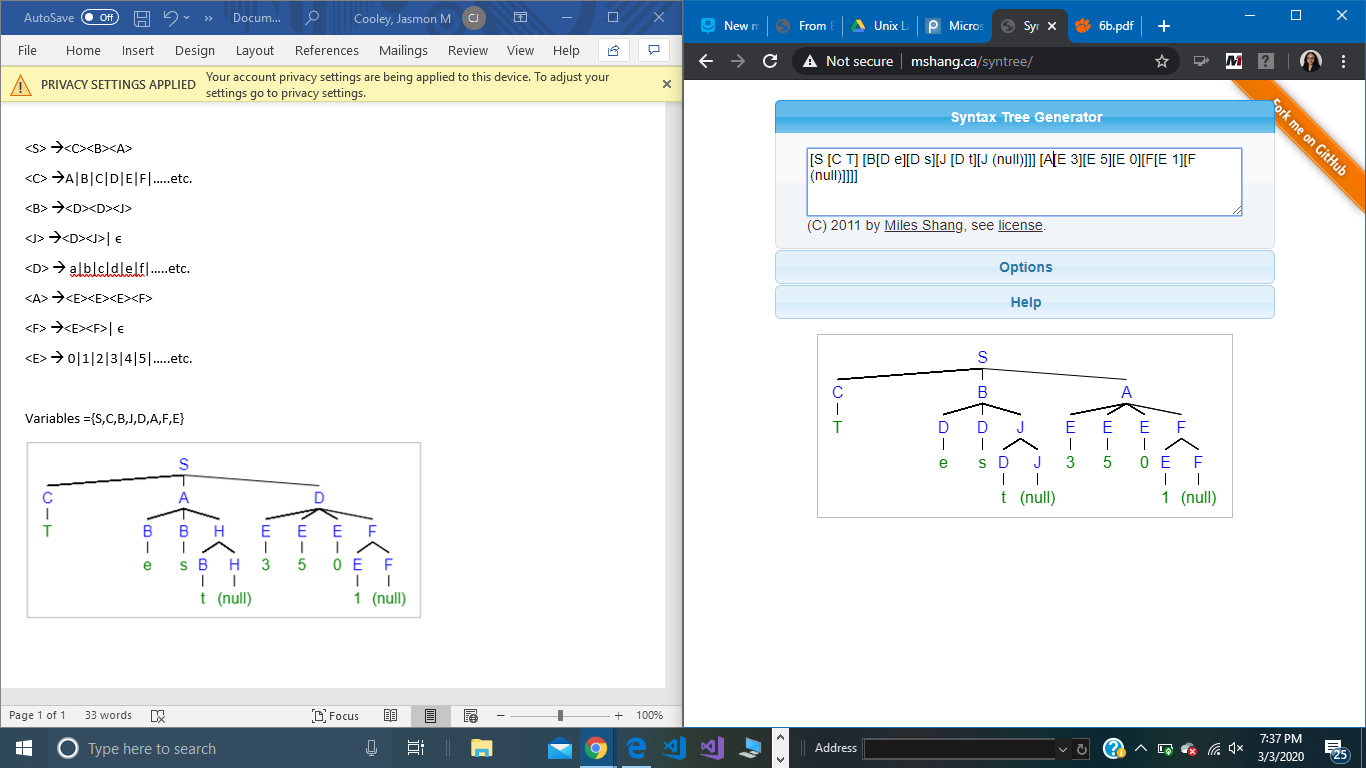 AutoSave Off Docum... Cooley, Jasmon M CJ
File Home Insert Design Layout References Mailings Review View Help
PRIVACY SETTINGS APPLIED Your account privacy settings are being applied to this device. To adjust your
settings go to privacy settings.
<S> →<C><B><A>
<C> →A|B|C|D|E|F|.....etc.
<B> →<D><D><J>
<J> →<D><J>| ϵ
<D> → a|b|c|d|e|f|.....etc.
<A> →<E><E><E><F>
<F> →<E><F>| ϵ
<E> → 0|1|2|3|4|5|.....etc.
Variables ={S,C,B,J,D,A,F,E}
S
C A D
T B B H E E E F
e s B H 3 5 0 E F
t (null) 1 (null)
Page 1 of 1 33 words Focus 100%
New m From E Unix La Micros Syn 6b.pdf
Not secure mshang.ca/syntree/
Fork me on GitHub
Syntax Tree Generator
[S [C T] [B[D e][D s][J [D t][J (null)]]] [A[E 3][E 5][E 0][F[E 1][F
(null)]]]]
(C) 2011 by Miles Shang, see license.
Options
Help
S
C B A
T D D J E E E F
e s D J 3 5 0 E F
t (null) 1 (null)
Type here to search Address 7:37 PM
3/3/2020
25